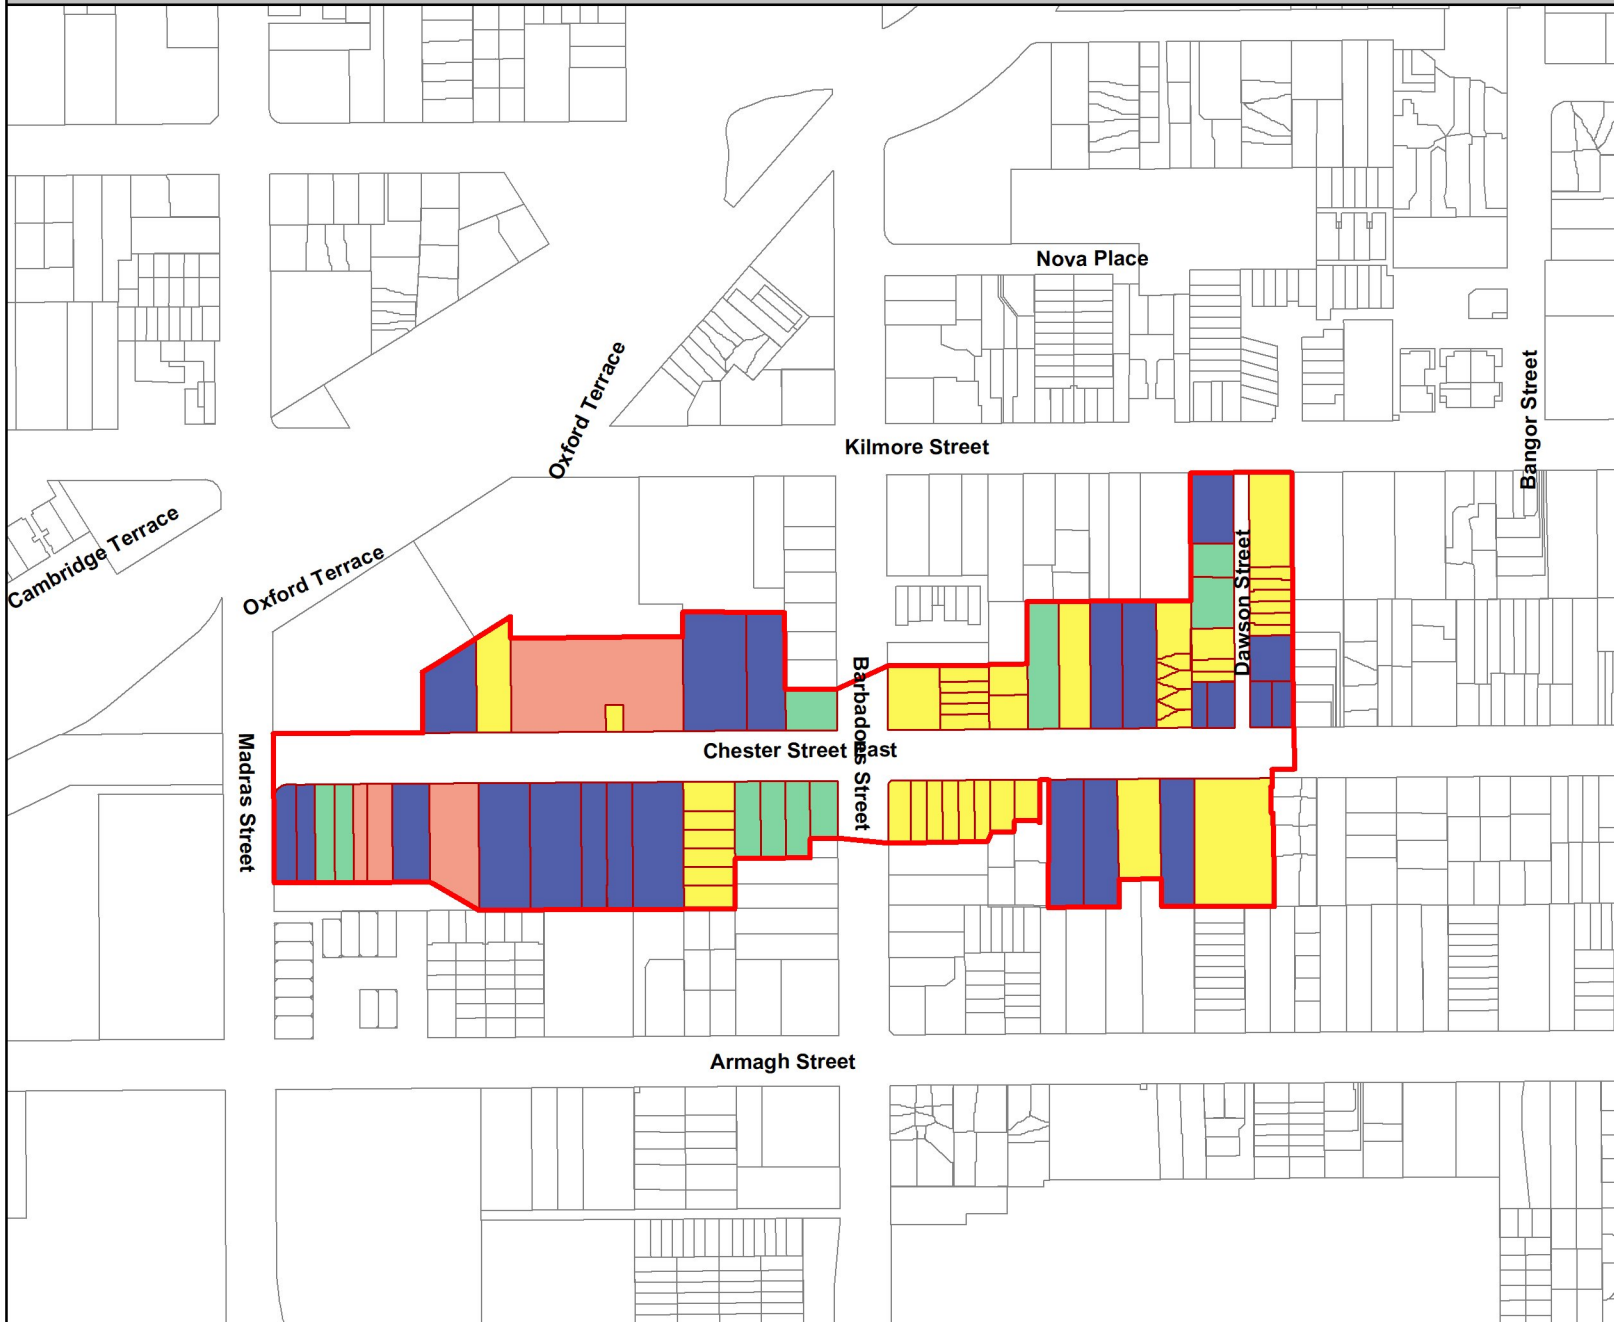 Nova Place
Oxford Terrace
Bangor Street
Kilmore Street
Cambridge Terrace
Oxford Terrace
Dawson Street
Barbadoes Street
Chester Street East
Madras Street
Armagh Street